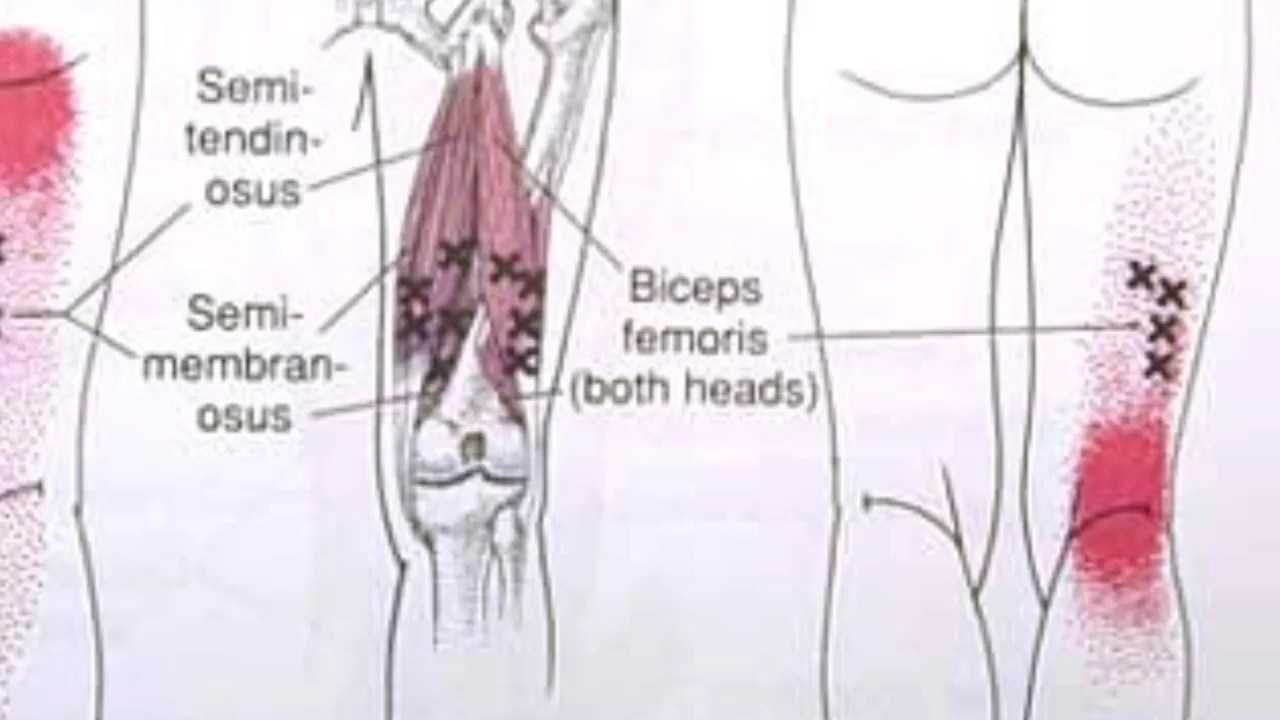 Semi-
tendin-
osus
Semi-
membran-
osus
Biceps
femoris
(both heads)